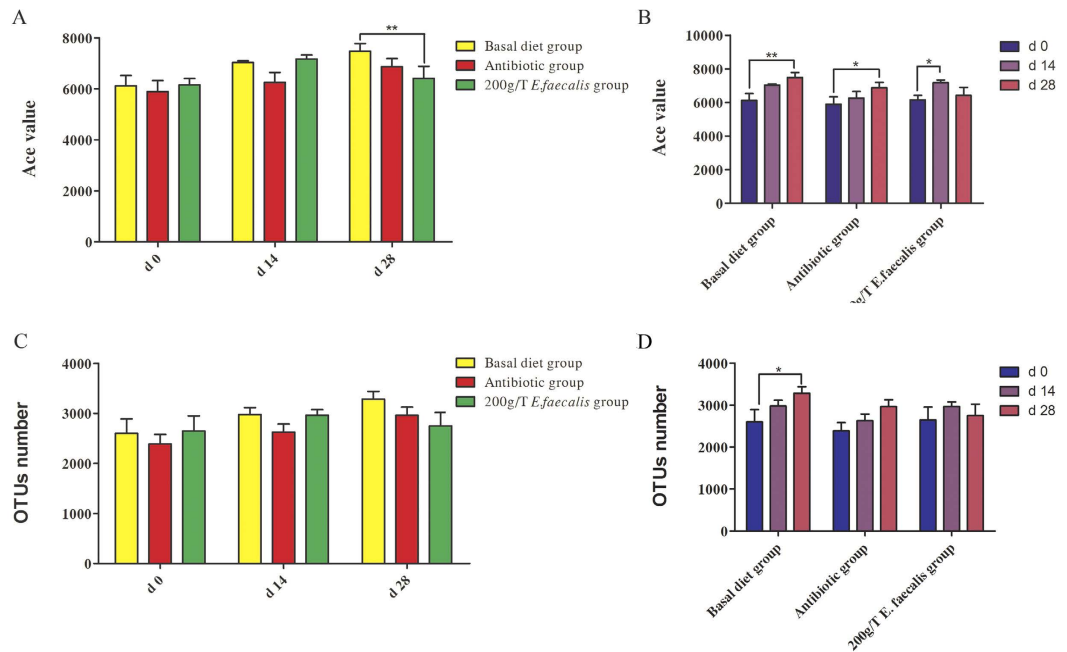 A
Ace value
8000
6000
4000
2000
0
**
d 0
d 14
d 28
Basal diet group
Antibiotic group
200g/T E.faecalis group
B
Ace value
10000
8000
6000
4000
2000
0
**
*
*
Basal diet group
Antibiotic group
g/T E.faecalis group
d 0
d 14
d 28
C
OTUs number
4000
3000
2000
1000
0
d 0
d 14
d 28
Basal diet group
Antibiotic group
200g/T E.faecalis group
D
OTUs number
4000
3000
2000
1000
0
*
Basal diet group
Antibiotic group
200g/T E. faecalis group
d 0
d 14
d 28